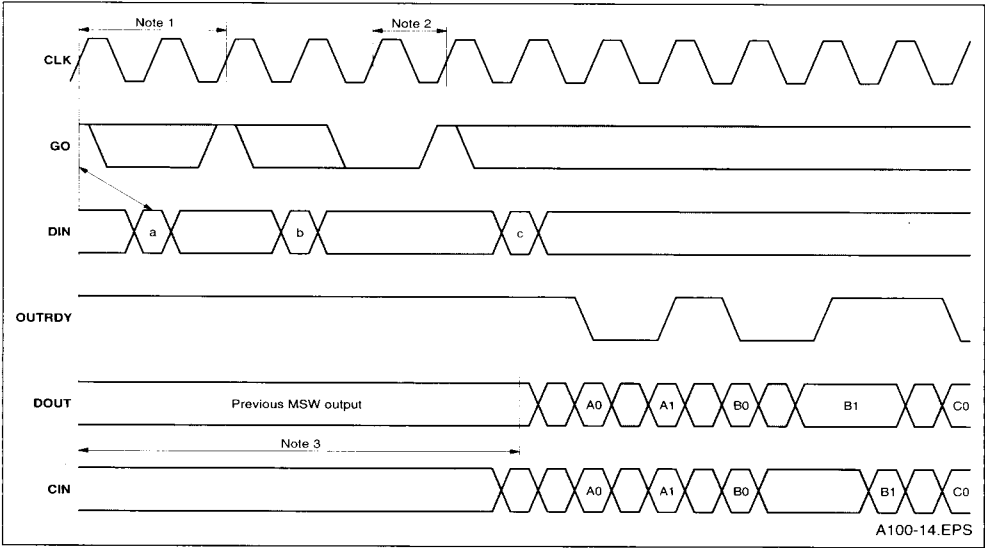 Note 1
Note 2
CLK
GO
DIN
a
b
c
OUTRDY
DOUT
Previous MSW output
A0
A1
B0
B1
C0
Note 3
CIN
A0
A1
B0
B1
C0
A100-14.EPS